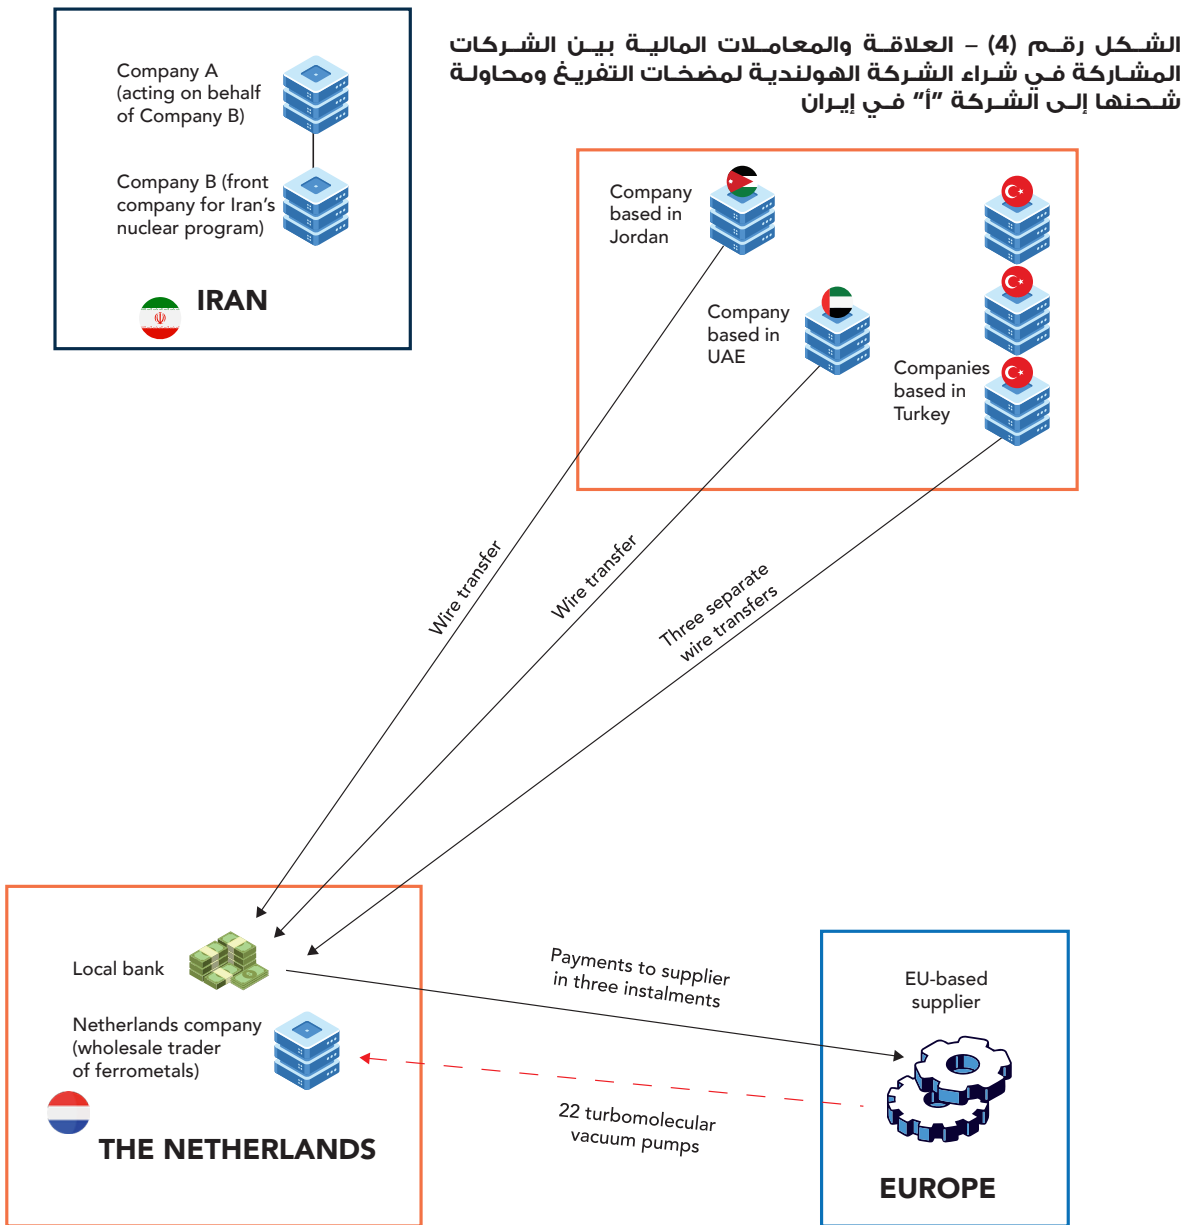 الشكل رقم (4) – العلاقة والمعاملات المالية بين الشركات
المشاركة في شراء الشركة الهولندية لمضخات التفريغ ومحاولة
شحنها إلى الشركة "أ" في إيران
Company A
(acting on behalf
of Company B)
Company B (front
company for Iran's
nuclear program)
IRAN
Company
based in
Jordan
Company
based in
UAE
Companies
based in
Turkey
Wire transfer
Wire transfer
Three separate
wire transfers
Local bank
Netherlands company
(wholesale trader
of ferrometals)
THE NETHERLANDS
Payments to supplier
in three instalments
22 turbomolecular
vacuum pumps
EU-based
supplier
EUROPE